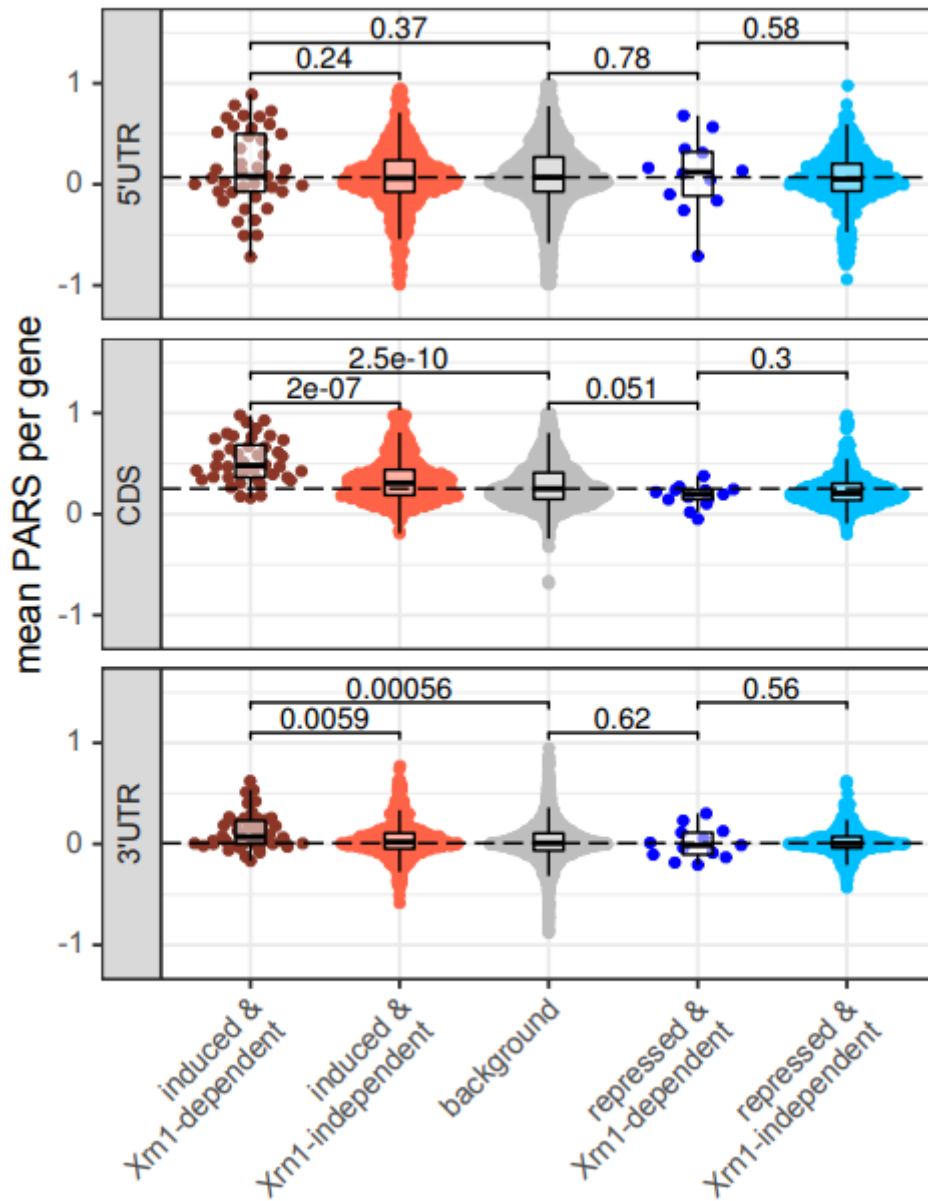 mean PARS per gene
5'UTR
0.37
0.58
0.24
0.78
1
0
-1
CDS
2.5e-10
0.3
2e-07
0.051
1
0
-1
3'UTR
0.00056
0.56
0.0059
0.62
1
0
-1
induced &
Xrn1-dependent
induced &
Xrn1-independent
background
repressed &
Xrn1-dependent
repressed &
Xrn1-independent